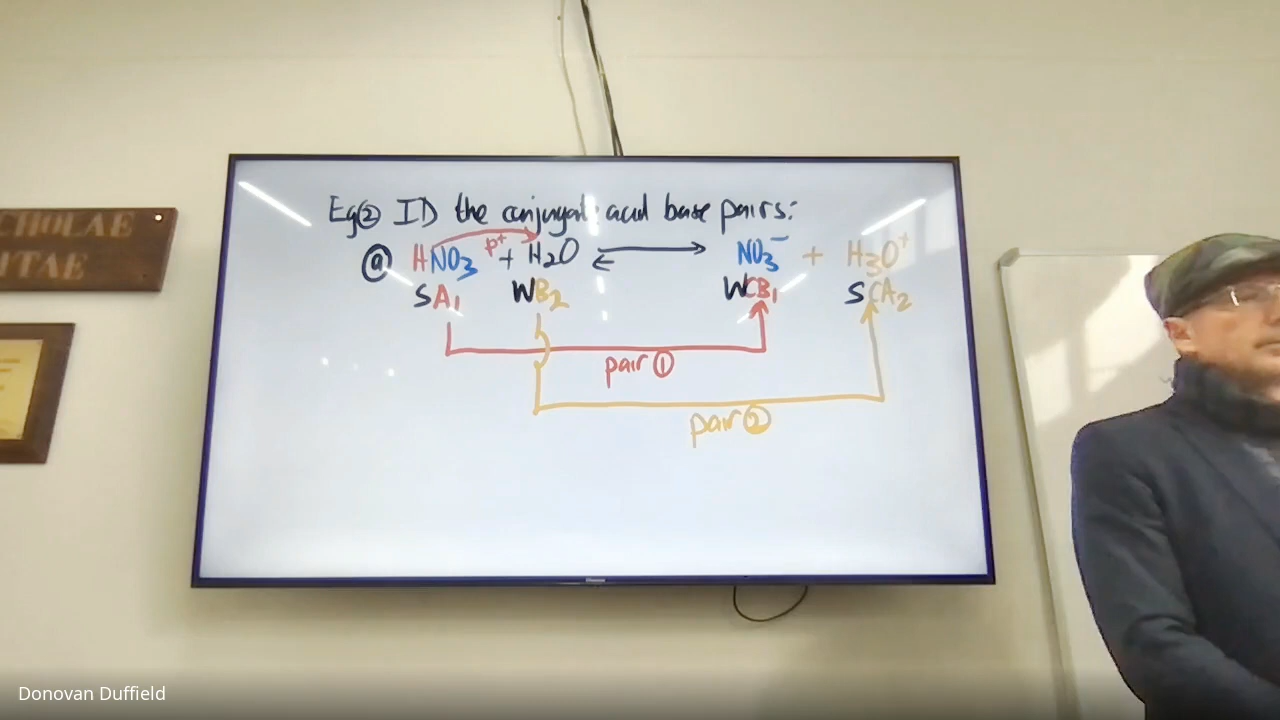 CHOLAE
ITAE
Eg② ID the conjugate acid base pairs:
ⓐ HNO₃ + H₂O ⇌ NO₃⁻ + H₃O⁺
p⁺
SA₁ WB₂ WCB₁ SCA₂
pair ①
pair ②
Donovan Duffield